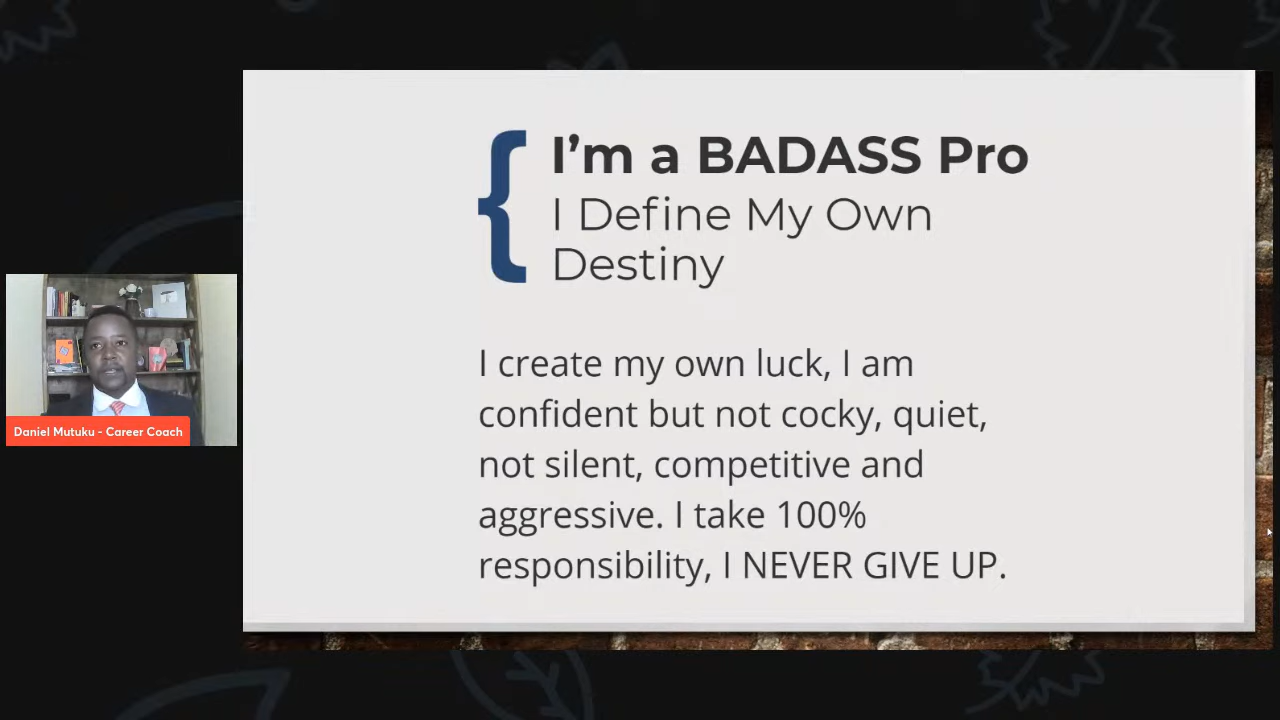 I'm a BADASS Pro
I Define My Own
Destiny
I create my own luck, I am
confident but not cocky, quiet,
not silent, competitive and
aggressive. I take 100%
responsibility, I NEVER GIVE UP.
Daniel Mutuku - Career Coach